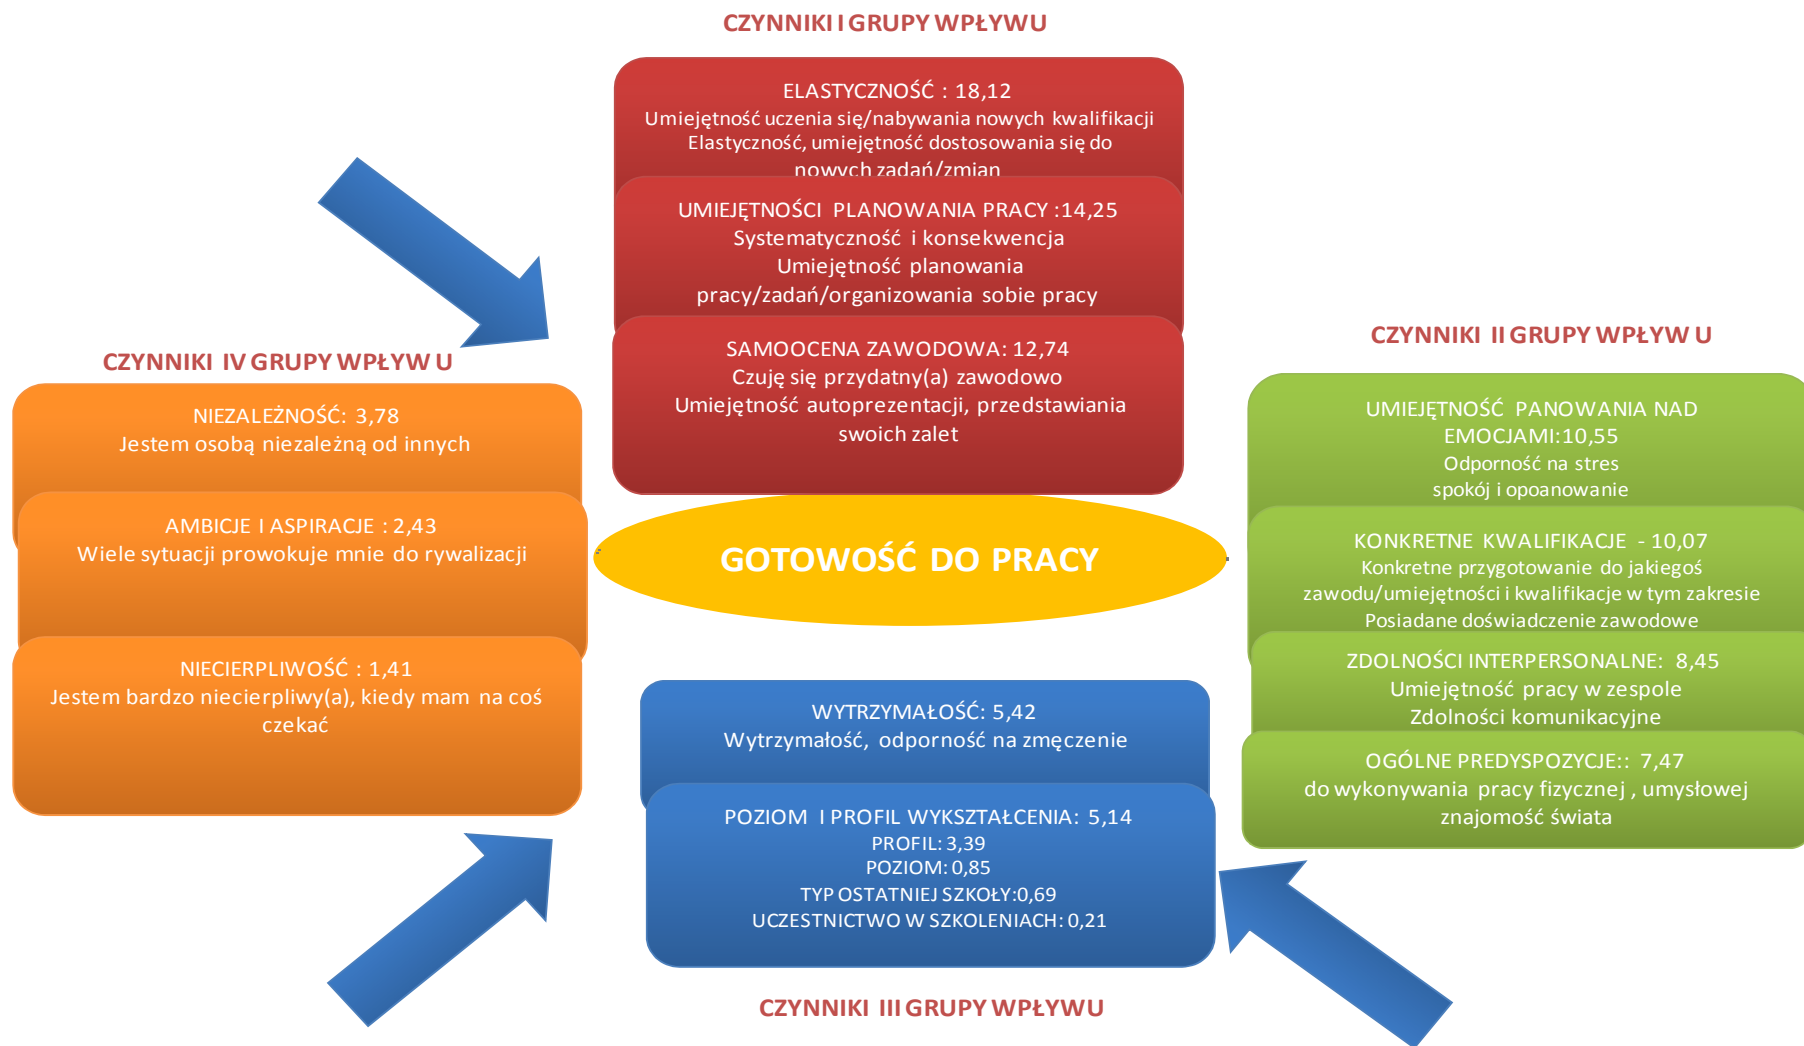 CZYNNIKI I GRUPY WPŁYWU
ELASTYCZNOŚĆ : 18,12
Umiejętność uczenia się/nabywania nowych kwalifikacji
Elastyczność, umiejętność dostosowania się do
nowych zadań/zmian
UMIEJĘTNOŚCI PLANOWANIA PRACY :14,25
Systematyczność i konsekwencja
Umiejętność planowania
pracy/zadań/organizowania sobie pracy
SAMOOCENA ZAWODOWA: 12,74
Czuję się przydatny(a) zawodowo
Umiejętność autoprezentacji, przedstawiania
swoich zalet
CZYNNIKI II GRUPY WPŁYW U
UMIEJĘTNOŚĆ PANOWANIA NAD
EMOCJAMI:10,55
Odporność na stres
spokój i opoanowanie
KONKRETNE KWALIFIKACJE - 10,07
Konkretne przygotowanie do jakiegoś
zawodu/umiejętności i kwalifikacje w tym zakresie
Posiadane doświadczenie zawodowe
ZDOLNOŚCI INTERPERSONALNE: 8,45
Umiejętność pracy w zespole
Zdolności komunikacyjne
OGÓLNE PREDYSPOZYCJE:: 7,47
do wykonywania pracy fizycznej , umysłowej
znajomość świata
CZYNNIKI IV GRUPY WPŁYW U
NIEZALEŻNOŚĆ: 3,78
Jestem osobą niezależną od innych
AMBICJE I ASPIRACJE : 2,43
Wiele sytuacji prowokuje mnie do rywalizacji
NIECIERPLIWOŚĆ : 1,41
Jestem bardzo niecierpliwy(a), kiedy mam na coś
czekać
GOTOWOŚĆ DO PRACY
WYTRZYMAŁOŚĆ: 5,42
Wytrzymałość, odporność na zmęczenie
POZIOM I PROFIL WYKSZTAŁCENIA: 5,14
PROFIL: 3,39
POZIOM: 0,85
TYP OSTATNIEJ SZKOŁY:0,69
UCZESTNICTWO W SZKOLENIACH: 0,21
CZYNNIKI III GRUPY WPŁYWU